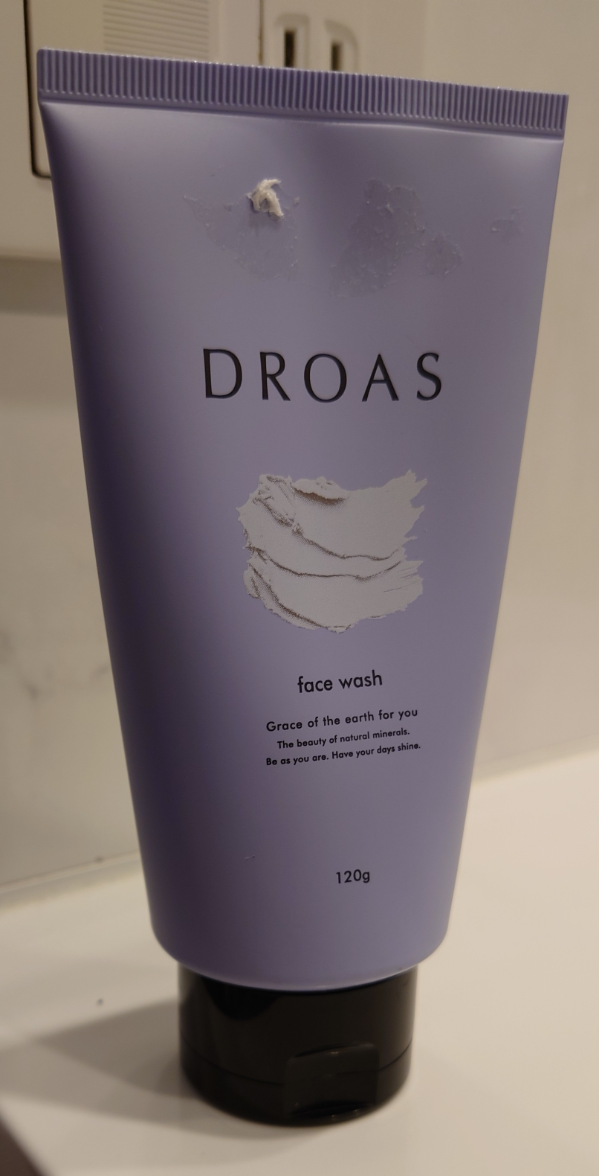 DROAS
face wash
Grace of the earth for you
The beauty of natural minerals.
Be as you are. Have your days shine.
120g